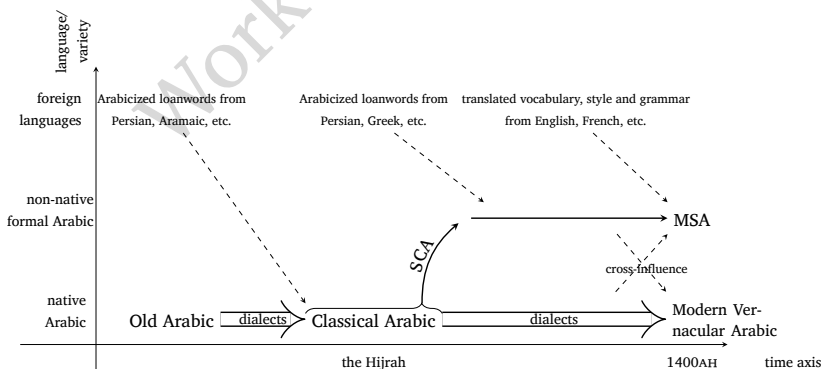 language/
variety
Work
foreign
languages
Arabicized loanwords from
Persian, Aramaic, etc.
Arabicized loanwords from
Persian, Greek, etc.
translated vocabulary, style and grammar
from English, French, etc.
non-native
formal Arabic
MSA
SCA
cross-influence
native
Arabic
Old Arabic
dialects
Classical Arabic
dialects
Modern Ver-
nacular Arabic
the Hijrah
1400AH
time axis